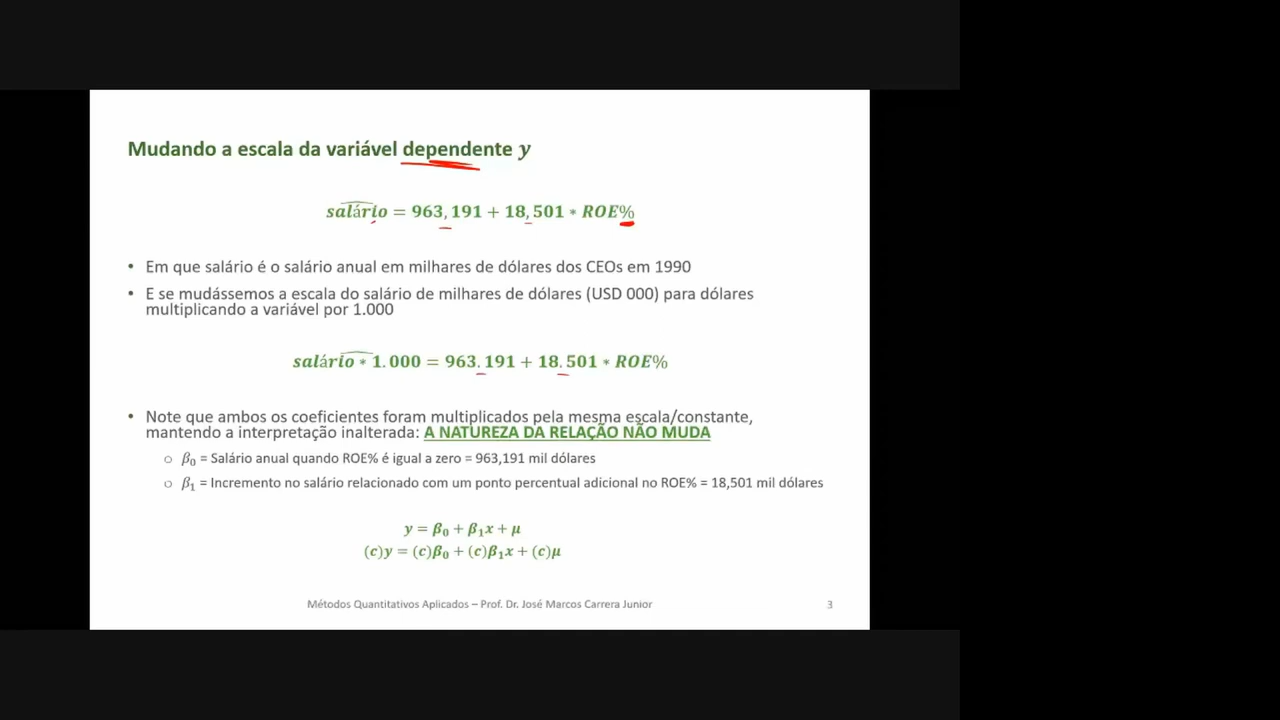 Mudando a escala da variável dependente y
salário = 963,191 + 18,501 * ROE%
• Em que salário é o salário anual em milhares de dólares dos CEOs em 1990
• E se mudássemos a escala do salário de milhares de dólares (USD 000) para dólares
multiplicando a variável por 1.000
salário * 1.000 = 963.191 + 18.501 * ROE%
• Note que ambos os coeficientes foram multiplicados pela mesma escala/constante,
mantendo a interpretação inalterada: A NATUREZA DA RELAÇÃO NÃO MUDA
○ β₀ = Salário anual quando ROE% é igual a zero = 963,191 mil dólares
○ β₁ = Incremento no salário relacionado com um ponto percentual adicional no ROE% = 18,501 mil dólares
y = β₀ + β₁x + μ
(c)y = (c)β₀ + (c)β₁x + (c)μ
Métodos Quantitativos Aplicados – Prof. Dr. José Marcos Carrera Junior
3